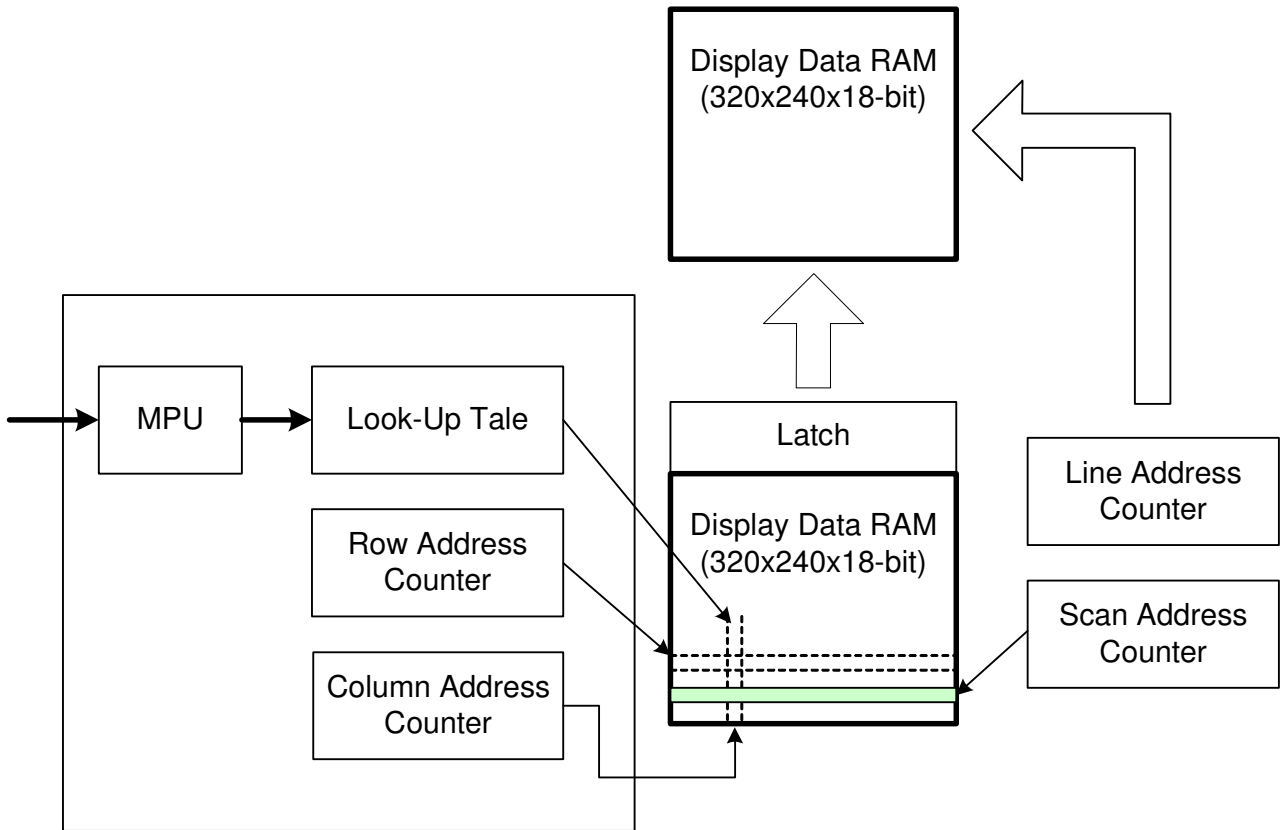 Display Data RAM
(320x240x18-bit)
MPU
Look-Up Tale
Latch
Line Address
Counter
Row Address
Counter
Display Data RAM
(320x240x18-bit)
Scan Address
Counter
Column Address
Counter